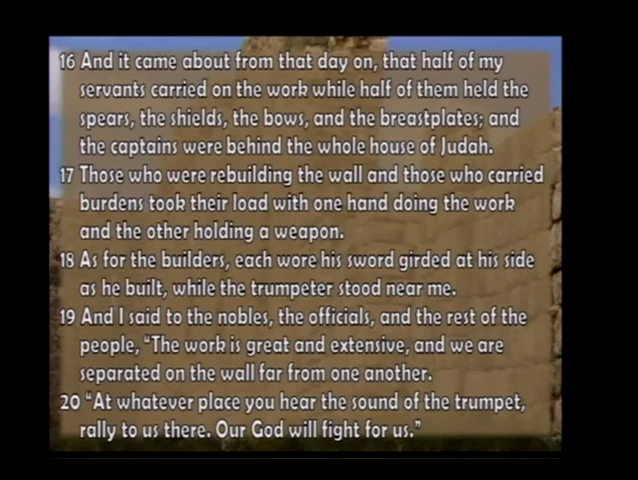 16 And it came about from that day on, that half of my
servants carried on the work while half of them held the
spears, the shields, the bows, and the breastplates; and
the captains were behind the whole house of Judah.
17 Those who were rebuilding the wall and those who carried
burdens took their load with one hand doing the work
and the other holding a weapon.
18 As for the builders, each wore his sword girded at his side
as he built, while the trumpeter stood near me.
19 And I said to the nobles, the officials, and the rest of the
people, “The work is great and extensive, and we are
separated on the wall far from one another.
20 “At whatever place you hear the sound of the trumpet,
rally to us there. Our God will fight for us.”